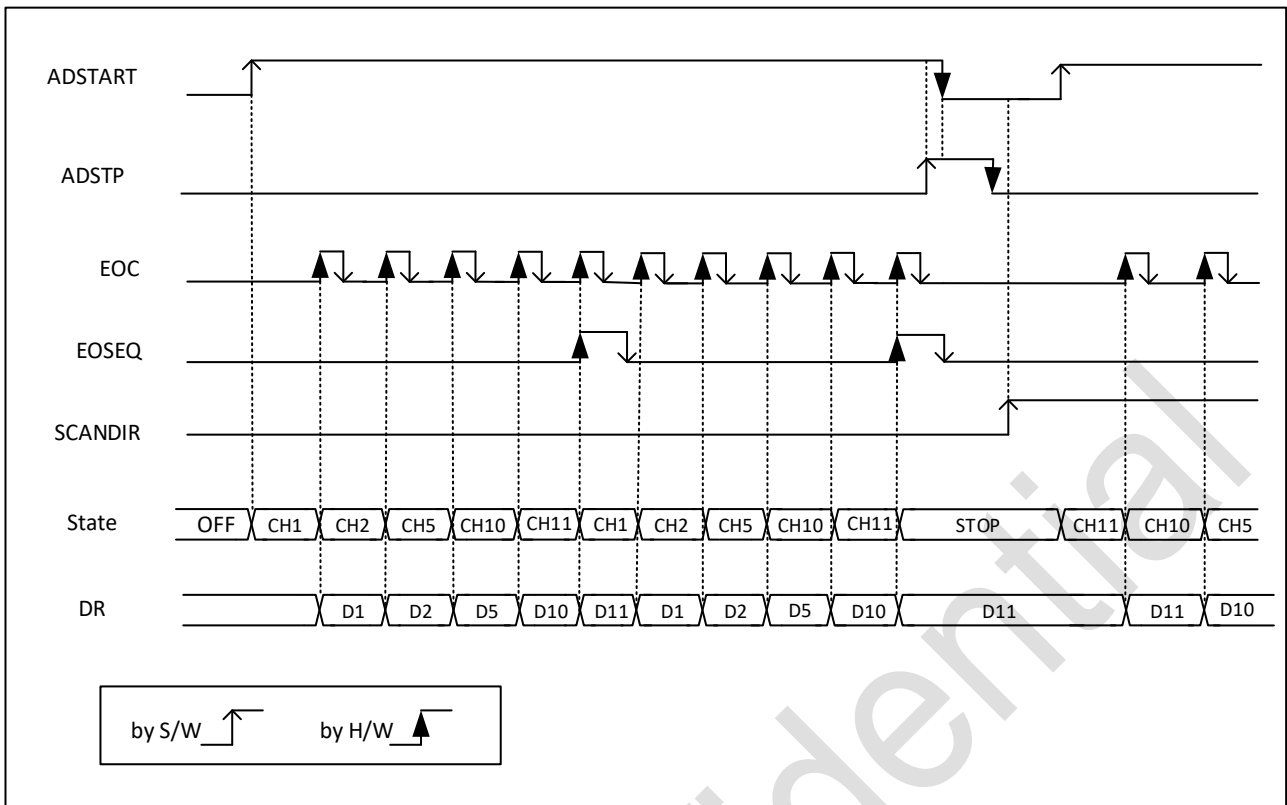 ADSTART
ADSTP
EOC
EOSEQ
SCANDIR
State OFF CH1 CH2 CH5 CH10 CH11 CH1 CH2 CH5 CH10 CH11 STOP CH11 CH10 CH5
DR D1 D2 D5 D10 D11 D1 D2 D5 D10 D11 D11 D10
by S/W by H/W
fidential